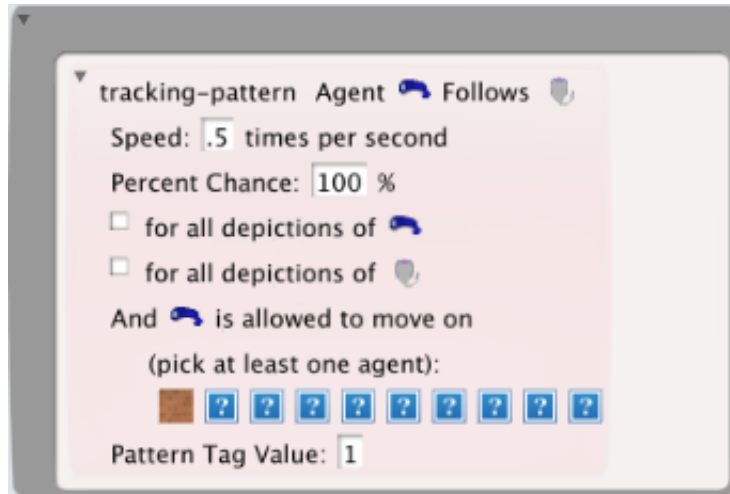 tracking-pattern Agent Follows
Speed: .5 times per second
Percent Chance: 100 %
for all depictions of
for all depictions of
And is allowed to move on
(pick at least one agent):
? ? ? ? ? ? ? ? ?
Pattern Tag Value: 1